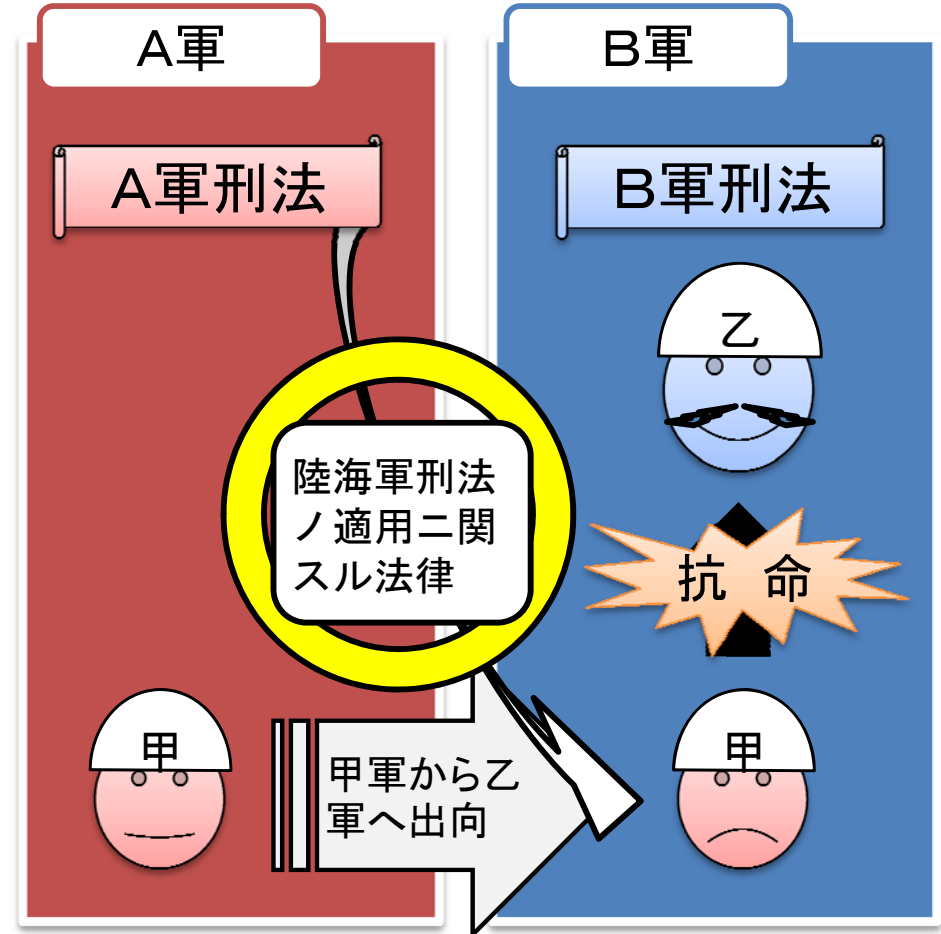 A軍
B軍
A軍刑法
B軍刑法
乙
陸海軍刑法
ノ適用ニ関
スル法律
抗 命
甲
甲軍から乙
軍へ出向
甲